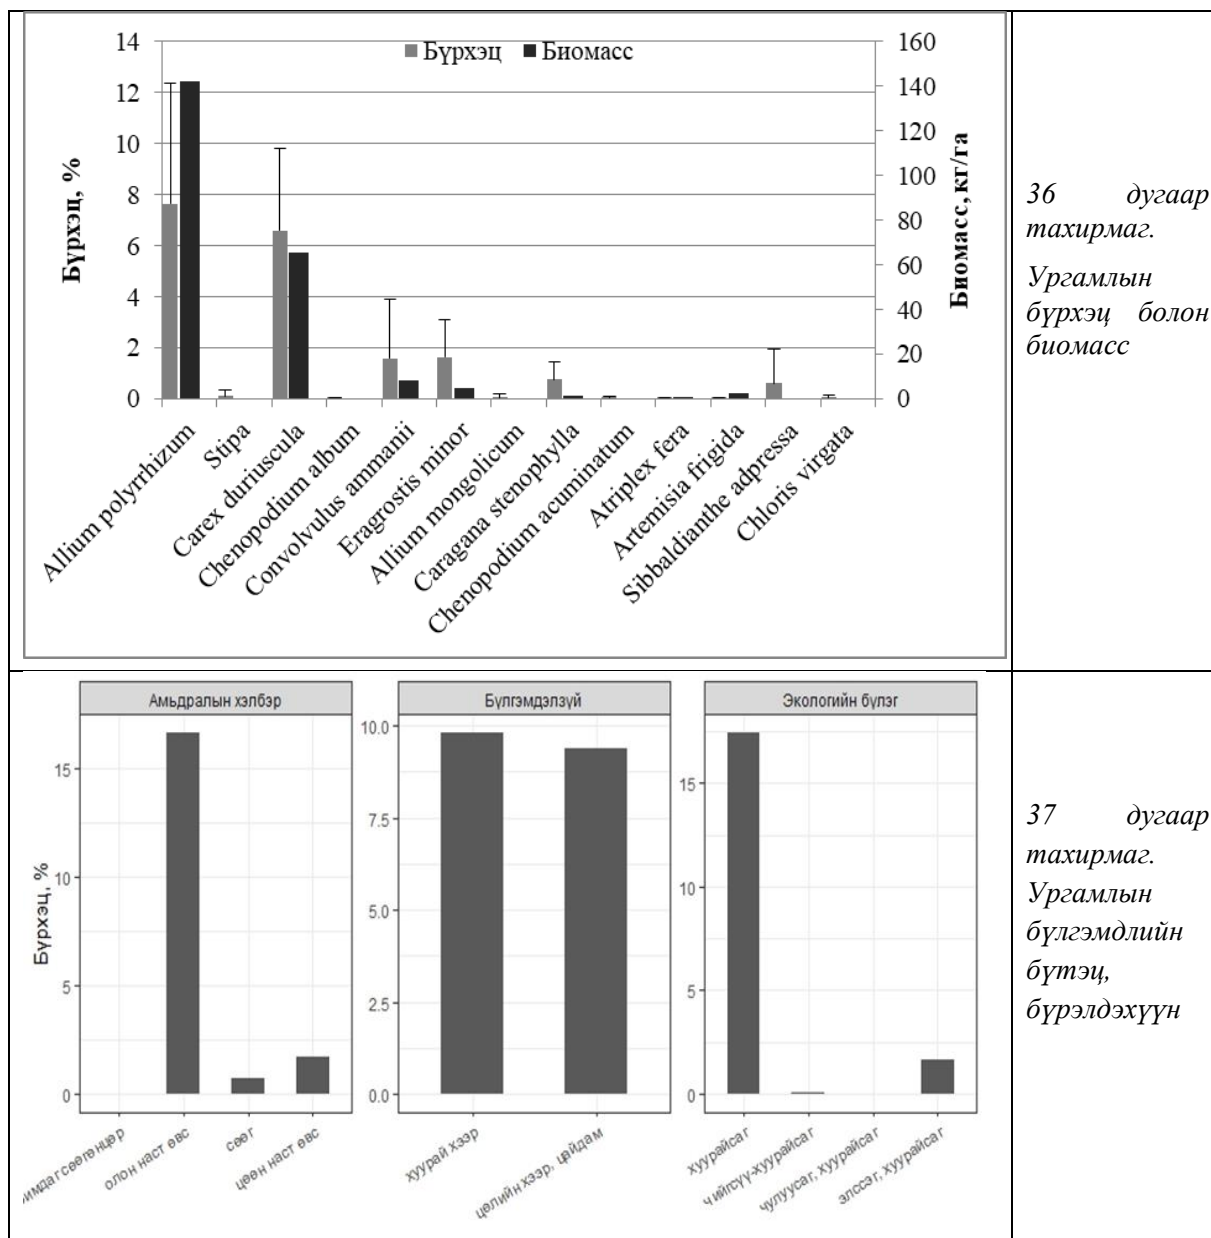 Бүрхэц Биомасс
Бүрхэц, %
14
12
10
8
6
4
2
0
160
140
120
100
80
60
40
20
0
Биомасс, кг/га
Allium polyrrhizum
Stipa
Carex duriuscula
Chenopodium album
Convolvulus ammanii
Eragrostis minor
Allium mongolicum
Caragana stenophylla
Chenopodium acuminatum
Atriplex fera
Artemisia frigida
Sibbaldianthe adpressa
Chloris virgata
36 дугаар
тахирмаг.
Ургамлын
бүрхэц болон
биомасс
Бүрхэц, %
Амьдралын хэлбэр
15
10
5
0
имдаг сөөгөнцөр
олон наст өвс
сөөг
цөөн наст өвс
Бүлгэмдэлзүй
10.0
7.5
5.0
2.5
0.0
хуурай хээр
цөлийн хээр, цайдам
Экологийн бүлэг
15
10
5
0
хуурайсаг
чийгсүү-хуурайсаг
чулуусаг, хуурайсаг
элссэг, хуурайсаг
37 дугаар
тахирмаг.
Ургамлын
бүлгэмдлийн
бүтэц,
бүрэлдэхүүн